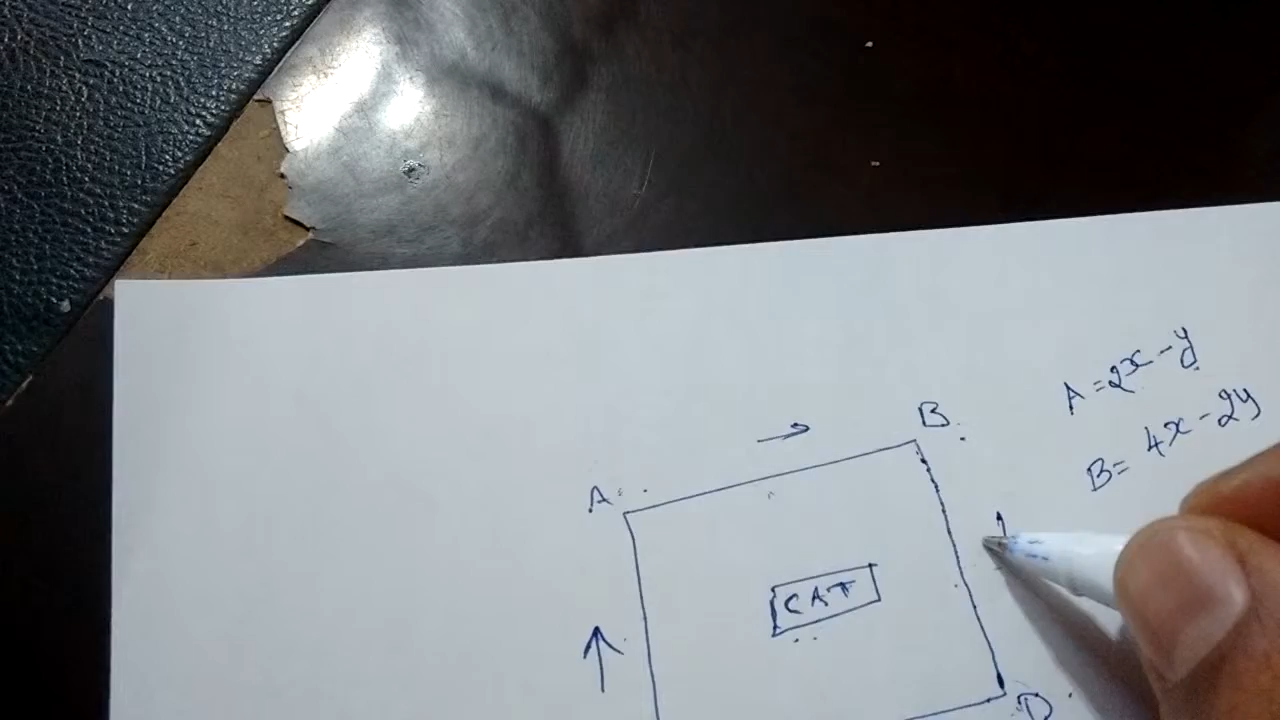 A = 2x - y
B = 4x - 2y
B
A
CAT
D